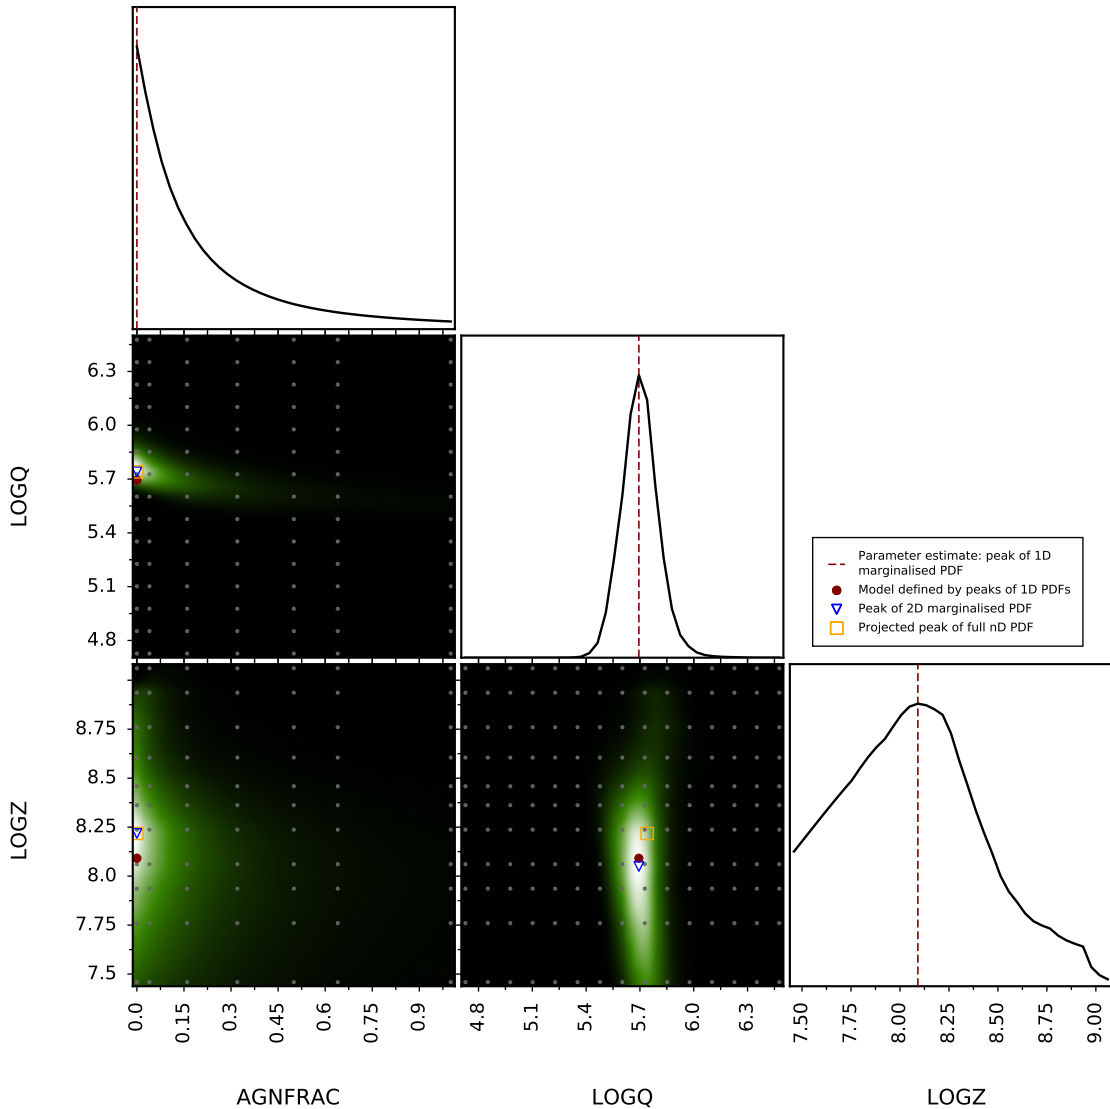 LOGQ
6.3
6.0
5.7
5.4
5.1
4.8
Parameter estimate: peak of 1D
marginalised PDF
Model defined by peaks of 1D PDFs
Peak of 2D marginalised PDF
Projected peak of full nD PDF
LOGZ
8.75
8.5
8.25
8.0
7.75
7.5
0.0 0.15 0.3 0.45 0.6 0.75 0.9
4.8 5.1 5.4 5.7 6.0 6.3
7.50 7.75 8.00 8.25 8.50 8.75 9.00
AGNFRAC LOGQ LOGZ